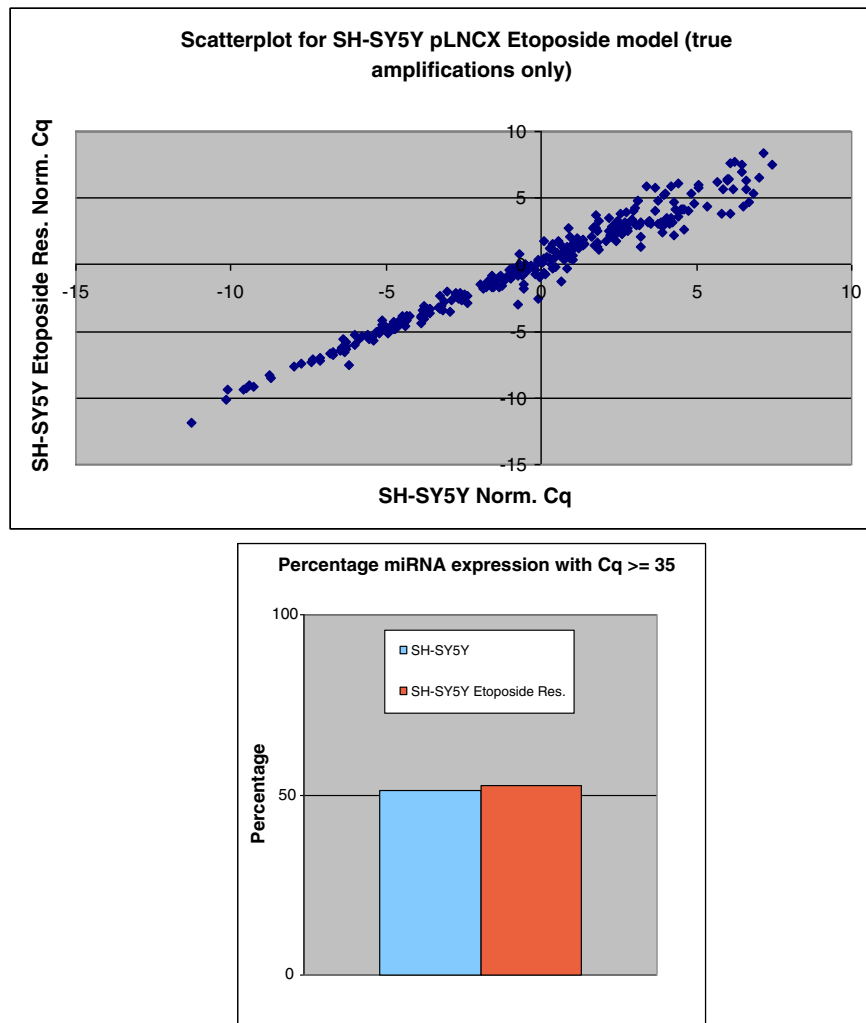 Scatterplot for SH-SY5Y pLNCX Etoposide model (true
amplifications only)
SH-SY5Y Etoposide Res. Norm. Cq
10
5
0
-15
-10
-5
5
10
-5
-10
-15
SH-SY5Y Norm. Cq
Percentage miRNA expression with Cq >= 35
Percentage
100
SH-SY5Y
SH-SY5Y Etoposide Res.
50
0